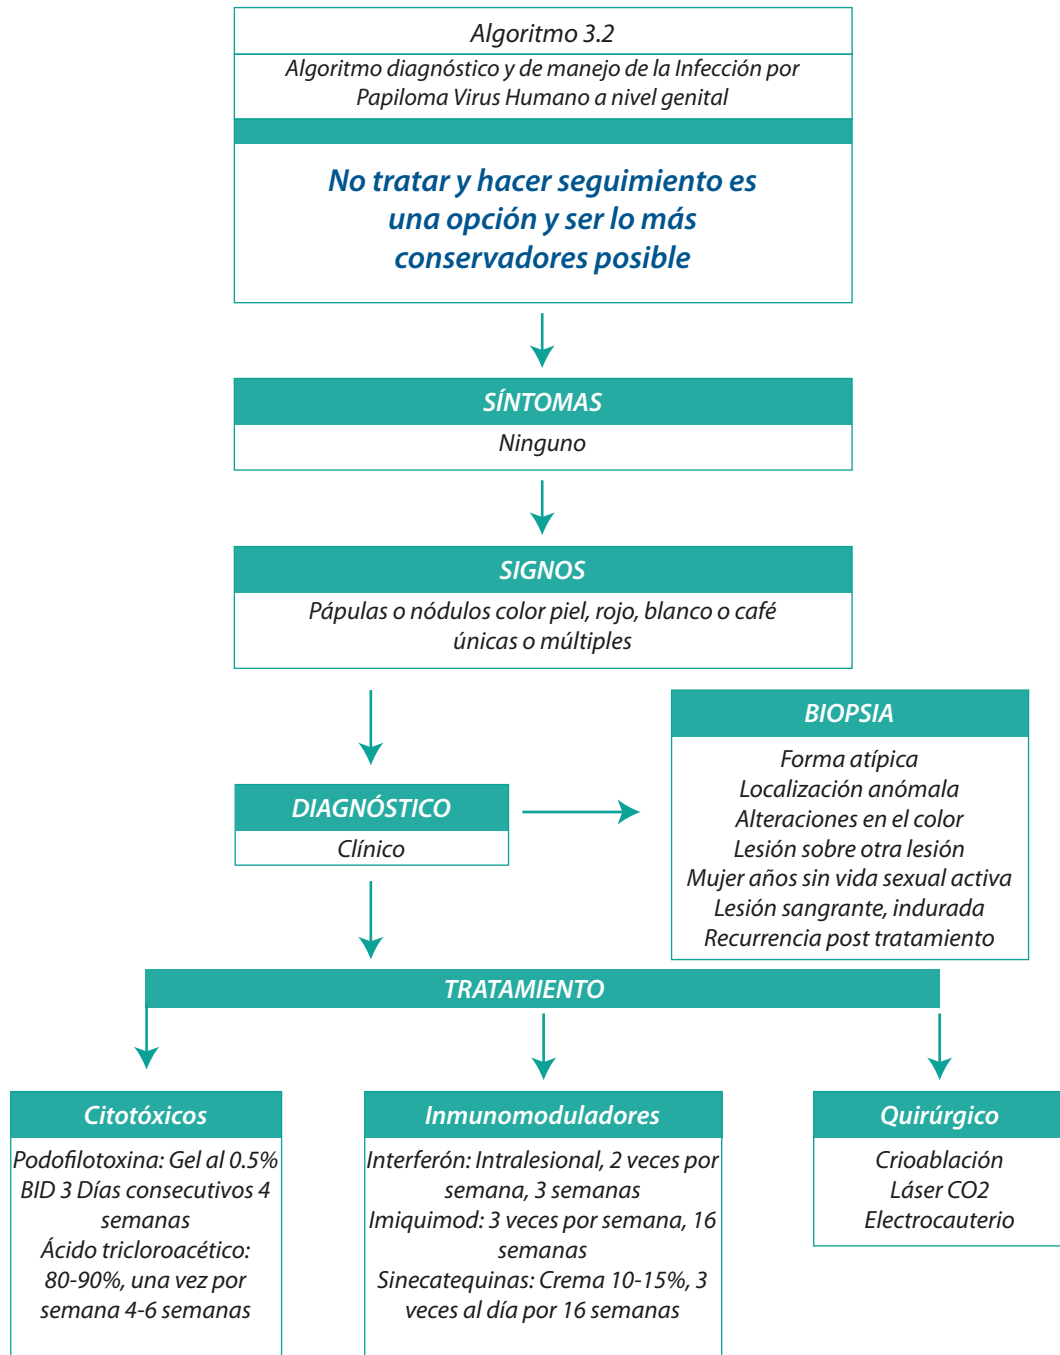 Algoritmo 3.2
Algoritmo diagnóstico y de manejo de la Infección por
Papiloma Virus Humano a nivel genital
No tratar y hacer seguimiento es
una opción y ser lo más
conservadores posible
SÍNTOMAS
Ninguno
SIGNOS
Pápulas o nódulos color piel, rojo, blanco o café
únicas o múltiples
BIOPSIA
Forma atípica
Localización anómala
Alteraciones en el color
Lesión sobre otra lesión
Mujer años sin vida sexual activa
Lesión sangrante, indurada
Recurrencia post tratamiento
DIAGNÓSTICO
Clínico
TRATAMIENTO
Citotóxicos
Podofilotoxina: Gel al 0.5%
BID 3 Días consecutivos 4
semanas
Ácido tricloroacético:
80-90%, una vez por
semana 4-6 semanas
Inmunomoduladores
Interferón: Intralesional, 2 veces por
semana, 3 semanas
Imiquimod: 3 veces por semana, 16
semanas
Sinecatequinas: Crema 10-15%, 3
veces al día por 16 semanas
Quirúrgico
Crioablación
Láser CO2
Electrocauterio